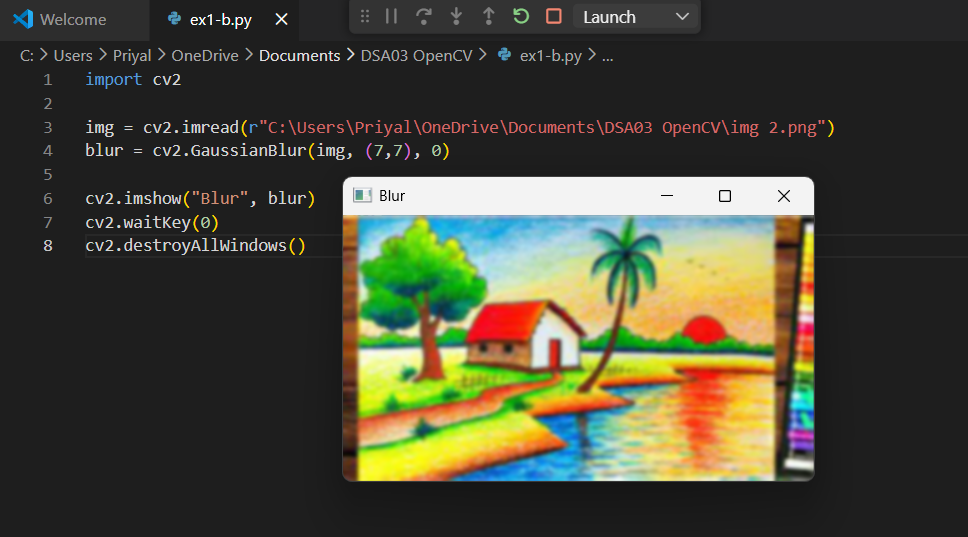 Welcome
ex1-b.py
Launch
C: > Users > Priyal > OneDrive > Documents > DSA03 OpenCV > ex1-b.py > ...
1 import cv2
2
3 img = cv2.imread(r"C:\Users\Priyal\OneDrive\Documents\DSA03 OpenCV\img 2.png")
4 blur = cv2.GaussianBlur(img, (7,7), 0)
5
6 cv2.imshow("Blur", blur)
7 cv2.waitKey(0)
8 cv2.destroyAllWindows()
Blur